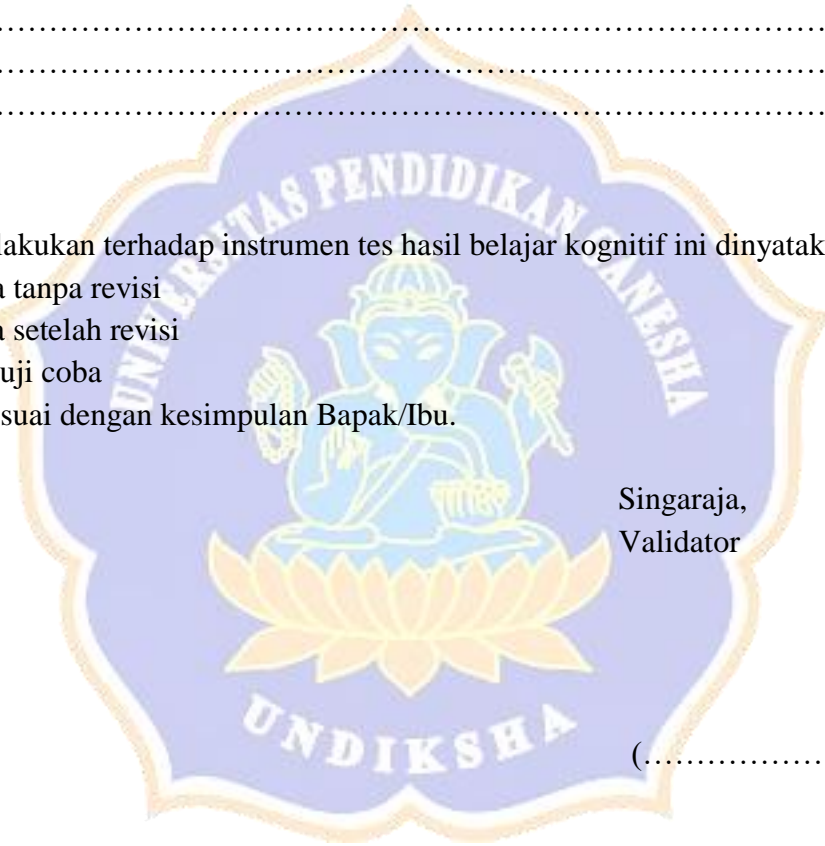 ……………………………………………………………………………
……………………………………………………………………………
……………………………………………………………………………
UNIVERSITAS PENDIDIKAN GANESHA
lakukan terhadap instrumen tes hasil belajar kognitif ini dinyatak
a tanpa revisi
a setelah revisi
uji coba
suai dengan kesimpulan Bapak/Ibu.
Singaraja,
Validator
UNDIKSHA
(………………